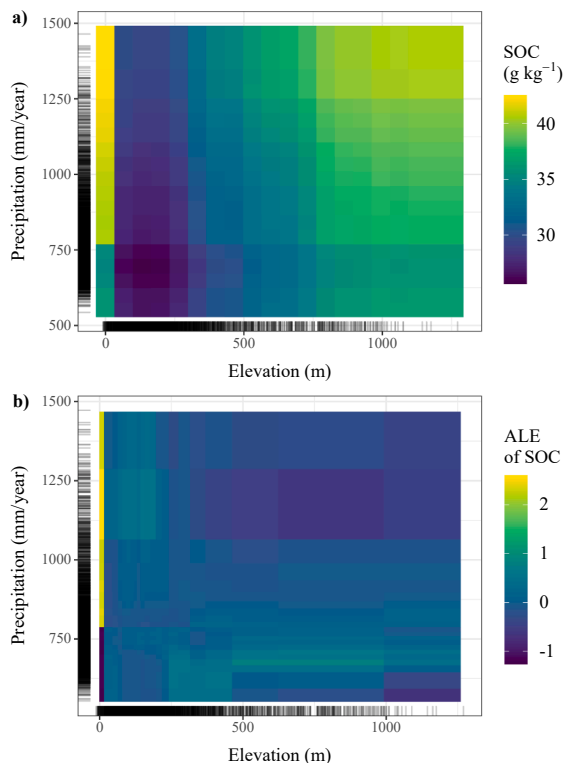 a)
1500
1250
1000
750
500
Precipitation (mm/year)
0
500
1000
Elevation (m)
SOC
(g kg⁻¹)
40
35
30
b)
1500
1250
1000
750
Precipitation (mm/year)
0
500
1000
Elevation (m)
ALE
of SOC
2
1
0
-1